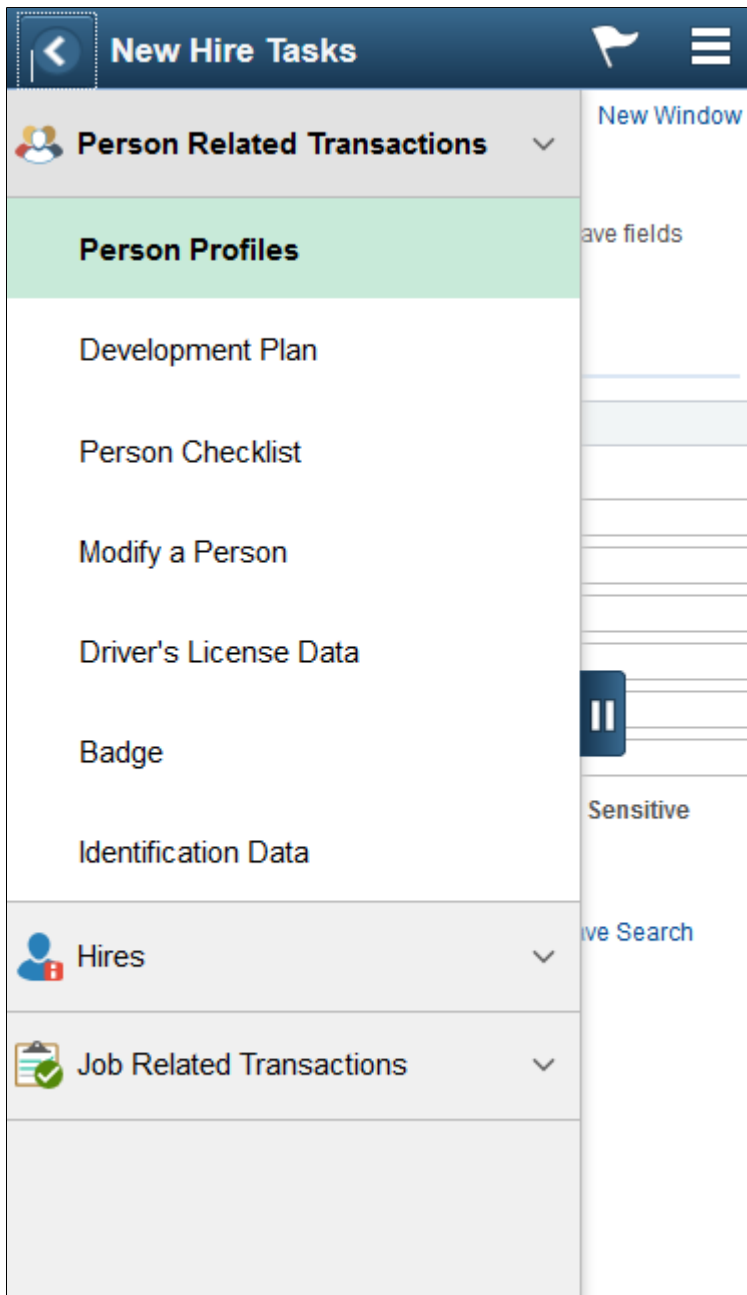 New Hire Tasks
New Window
Person Related Transactions
Person Profiles
ave fields
Development Plan
Person Checklist
Modify a Person
Driver's License Data
Badge
Sensitive
Identification Data
ve Search
Hires
Job Related Transactions